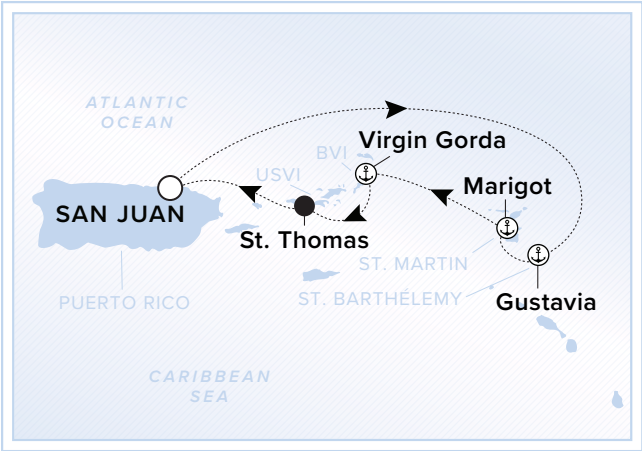 ATLANTIC
OCEAN
Virgin Gorda
BVI
USVI
Marigot
SAN JUAN
St. Thomas
ST. MARTIN
PUERTO RICO
ST. BARTHÉLEMY
Gustavia
CARIBBEAN
SEA